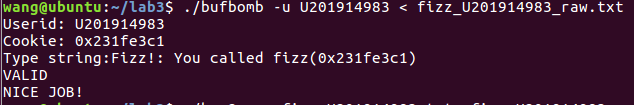 wang@ubuntu:~/lab3$ ./bufbomb -u U201914983 < fizz_U201914983_raw.txt
Userid: U201914983
Cookie: 0x231fe3c1
Type string:Fizz!: You called fizz(0x231fe3c1)
VALID
NICE JOB!